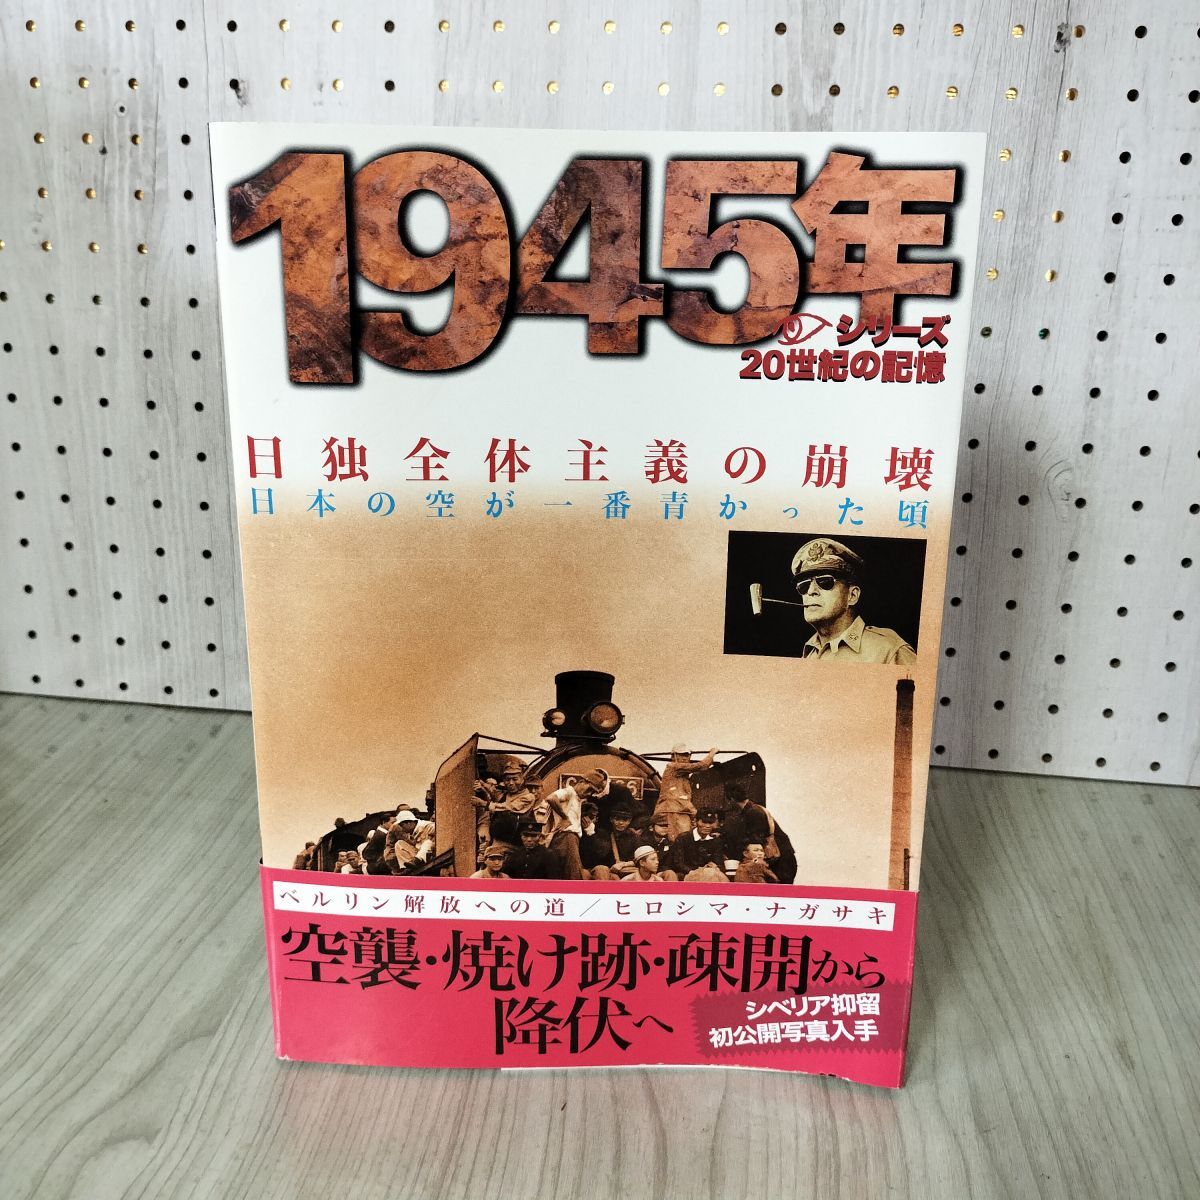 1945年
シリーズ
20世紀の記憶
日独全体主義の崩壊
日本の空が一番青かった頃
ベルリン解放への道／ヒロシマ・ナガサキ
空襲・焼け跡・疎開から
降伏へ
シベリア抑留
初公開写真入手